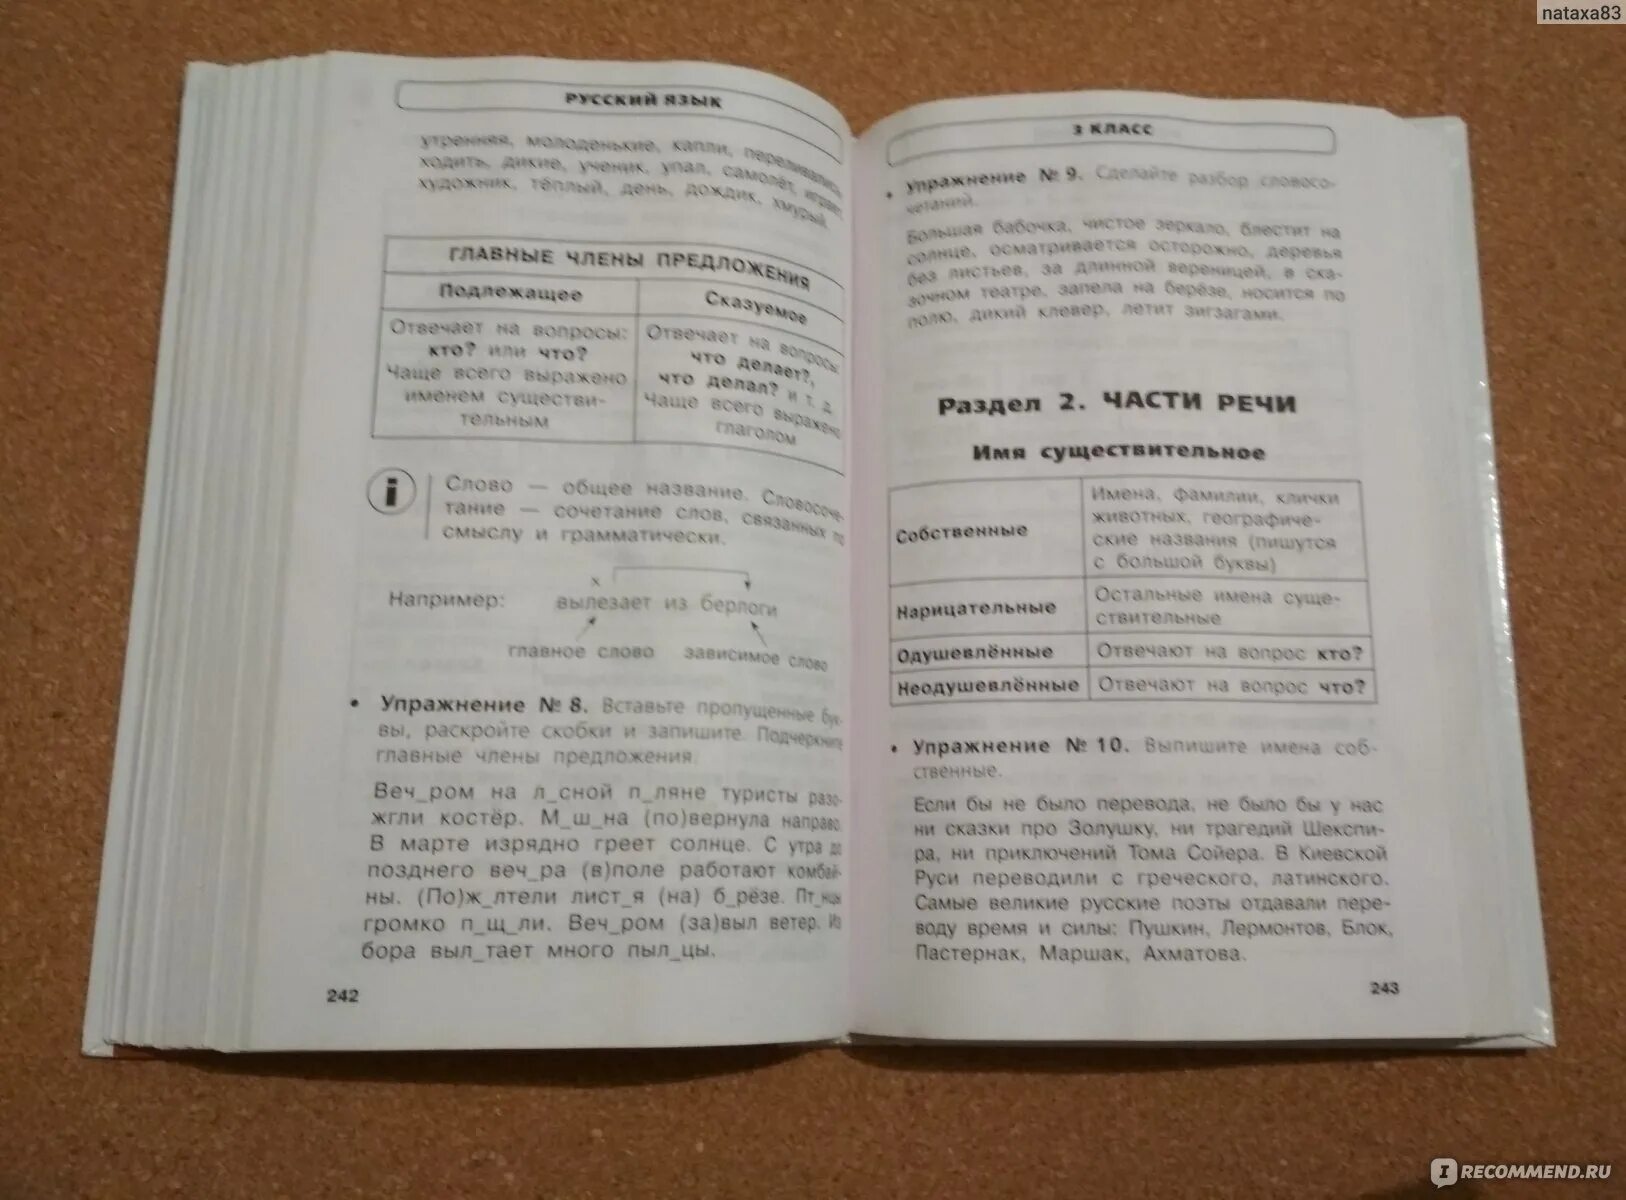 nataxa83
РУССКИЙ ЯЗЫК
утренняя, молоденькие, капли, переливались,
ходить, дикие, ученик, упал, самолёт, играет,
художник, тёплый, день, дождик, хмурый.
ГЛАВНЫЕ ЧЛЕНЫ ПРЕДЛОЖЕНИЯ
Подлежащее
Сказуемое
Отвечает на вопросы:
кто? или что?
Чаще всего выражено
именем существи-
тельным
Отвечает на вопросы
что делает?,
что делал? и т. д.
Чаще всего выражено
глаголом
Слово — общее название. Словосоче-
тание — сочетание слов, связанных по
смыслу и грамматически.
х
Например: вылезает из берлоги
главное слово зависимое слово
• Упражнение № 8. Вставьте пропущенные бук-
вы, раскройте скобки и запишите. Подчеркните
главные члены предложения.
Веч_ром на л_сной п_ляне туристы разо-
жгли костёр. М_ш_на (по)вернула направо.
В марте изрядно греет солнце. С утра до
позднего веч_ра (в)поле работают комбай-
ны. (По)ж_лтели лист_я (на) б_рёзе. Пт_нцы
громко п_щ_ли. Веч_ром (за)выл ветер. Из
бора выл_тает много пыл_цы.
242
3 КЛАСС
• Упражнение № 9. Сделайте разбор словосо-
четаний.
Большая бабочка, чистое зеркало, блестит на
солнце, осматривается осторожно, деревья
без листьев, за длинной вереницей, в ска-
зочном театре, запела на берёзе, носится по
полю, дикий клевер, летит зигзагами.
Раздел 2. ЧАСТИ РЕЧИ
Имя существительное
Собственные
Имена, фамилии, клички
животных, географиче-
ские названия (пишутся
с большой буквы)
Нарицательные
Остальные имена суще-
ствительные
Одушевлённые
Отвечают на вопрос кто?
Неодушевлённые
Отвечают на вопрос что?
• Упражнение № 10. Выпишите имена соб-
ственные.
Если бы не было перевода, не было бы у нас
ни сказки про Золушку, ни трагедий Шекспи-
ра, ни приключений Тома Сойера. В Киевской
Руси переводили с греческого, латинского.
Самые великие русские поэты отдавали пере-
воду время и силы: Пушкин, Лермонтов, Блок,
Пастернак, Маршак, Ахматова.
243
IRECOMMEND.RU